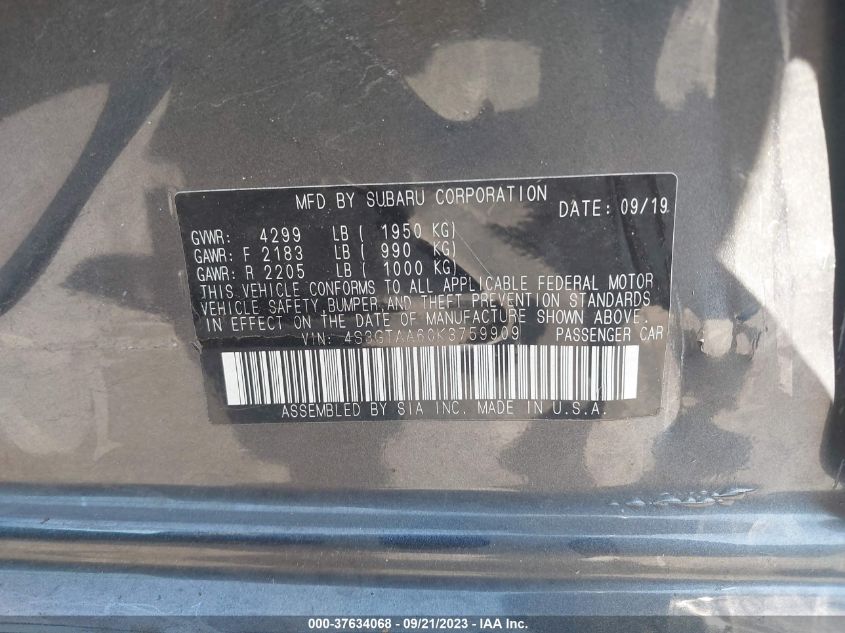 MFD BY SUBARU CORPORATION DATE: 09/19
GVWR: 4299 LB ( 1950 KG)
GAWR: F 2183 LB ( 990 KG)
GAWR: R 2205 LB ( 1000 KG)
THIS VEHICLE CONFORMS TO ALL APPLICABLE FEDERAL MOTOR
VEHICLE SAFETY, BUMPER, AND THEFT PREVENTION STANDARDS
IN EFFECT ON THE DATE OF MANUFACTURE SHOWN ABOVE.
VIN: 4S3GTAA60K3759909 PASSENGER CAR
ASSEMBLED BY SIA INC. MADE IN U.S.A.
000-37634068 - 09/21/2023 - IAA Inc.